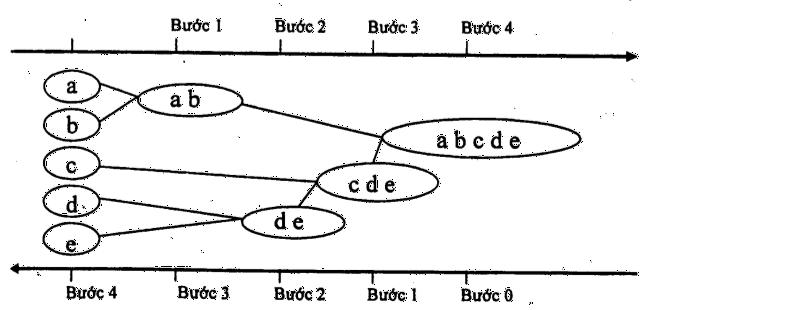 Bước 1 Bước 2 Bước 3 Bước 4
a
a b
b
a b c d e
c
c d e
d
d e
e
Bước 4 Bước 3 Bước 2 Bước 1 Bước 0